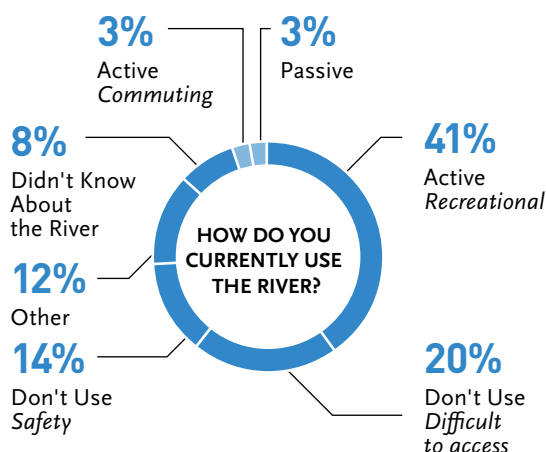 3%
Active
Commuting
3%
Passive
8%
Didn't Know
About
the River
41%
Active
Recreational
HOW DO YOU
CURRENTLY USE
THE RIVER?
12%
Other
14%
Don't Use
Safety
20%
Don't Use
Difficult
to access